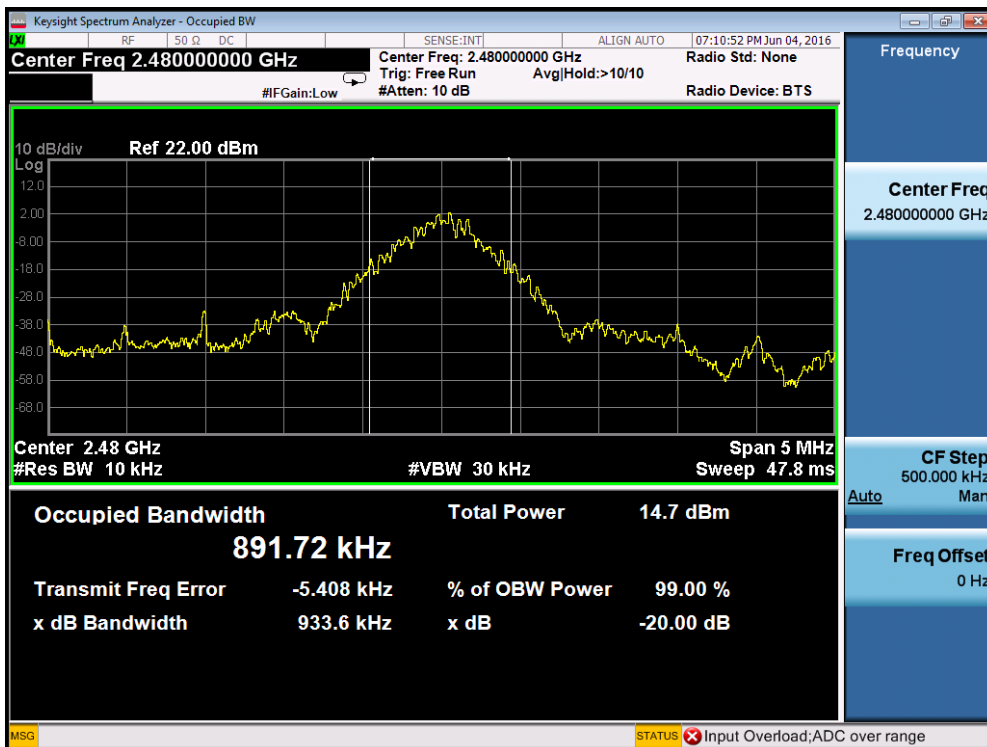 Keysight Spectrum Analyzer - Occupied BW
LXI RF 50 Ω DC SENSE:INT ALIGN AUTO 07:10:52 PM Jun 04, 2016
Center Freq 2.480000000 GHz
Center Freq: 2.480000000 GHz Radio Std: None
Trig: Free Run Avg|Hold:>10/10
#IFGain:Low #Atten: 10 dB Radio Device: BTS
10 dB/div Ref 22.00 dBm
Log
12.0
2.00
-8.00
-18.0
-28.0
-38.0
-48.0
-58.0
-68.0
Center 2.48 GHz Span 5 MHz
#Res BW 10 kHz #VBW 30 kHz Sweep 47.8 ms
Occupied Bandwidth Total Power 14.7 dBm
891.72 kHz
Transmit Freq Error -5.408 kHz % of OBW Power 99.00 %
x dB Bandwidth 933.6 kHz x dB -20.00 dB
Frequency
Center Freq
2.480000000 GHz
CF Step
500.000 kHz
Auto Man
Freq Offset
0 Hz
MSG STATUS Input Overload;ADC over range